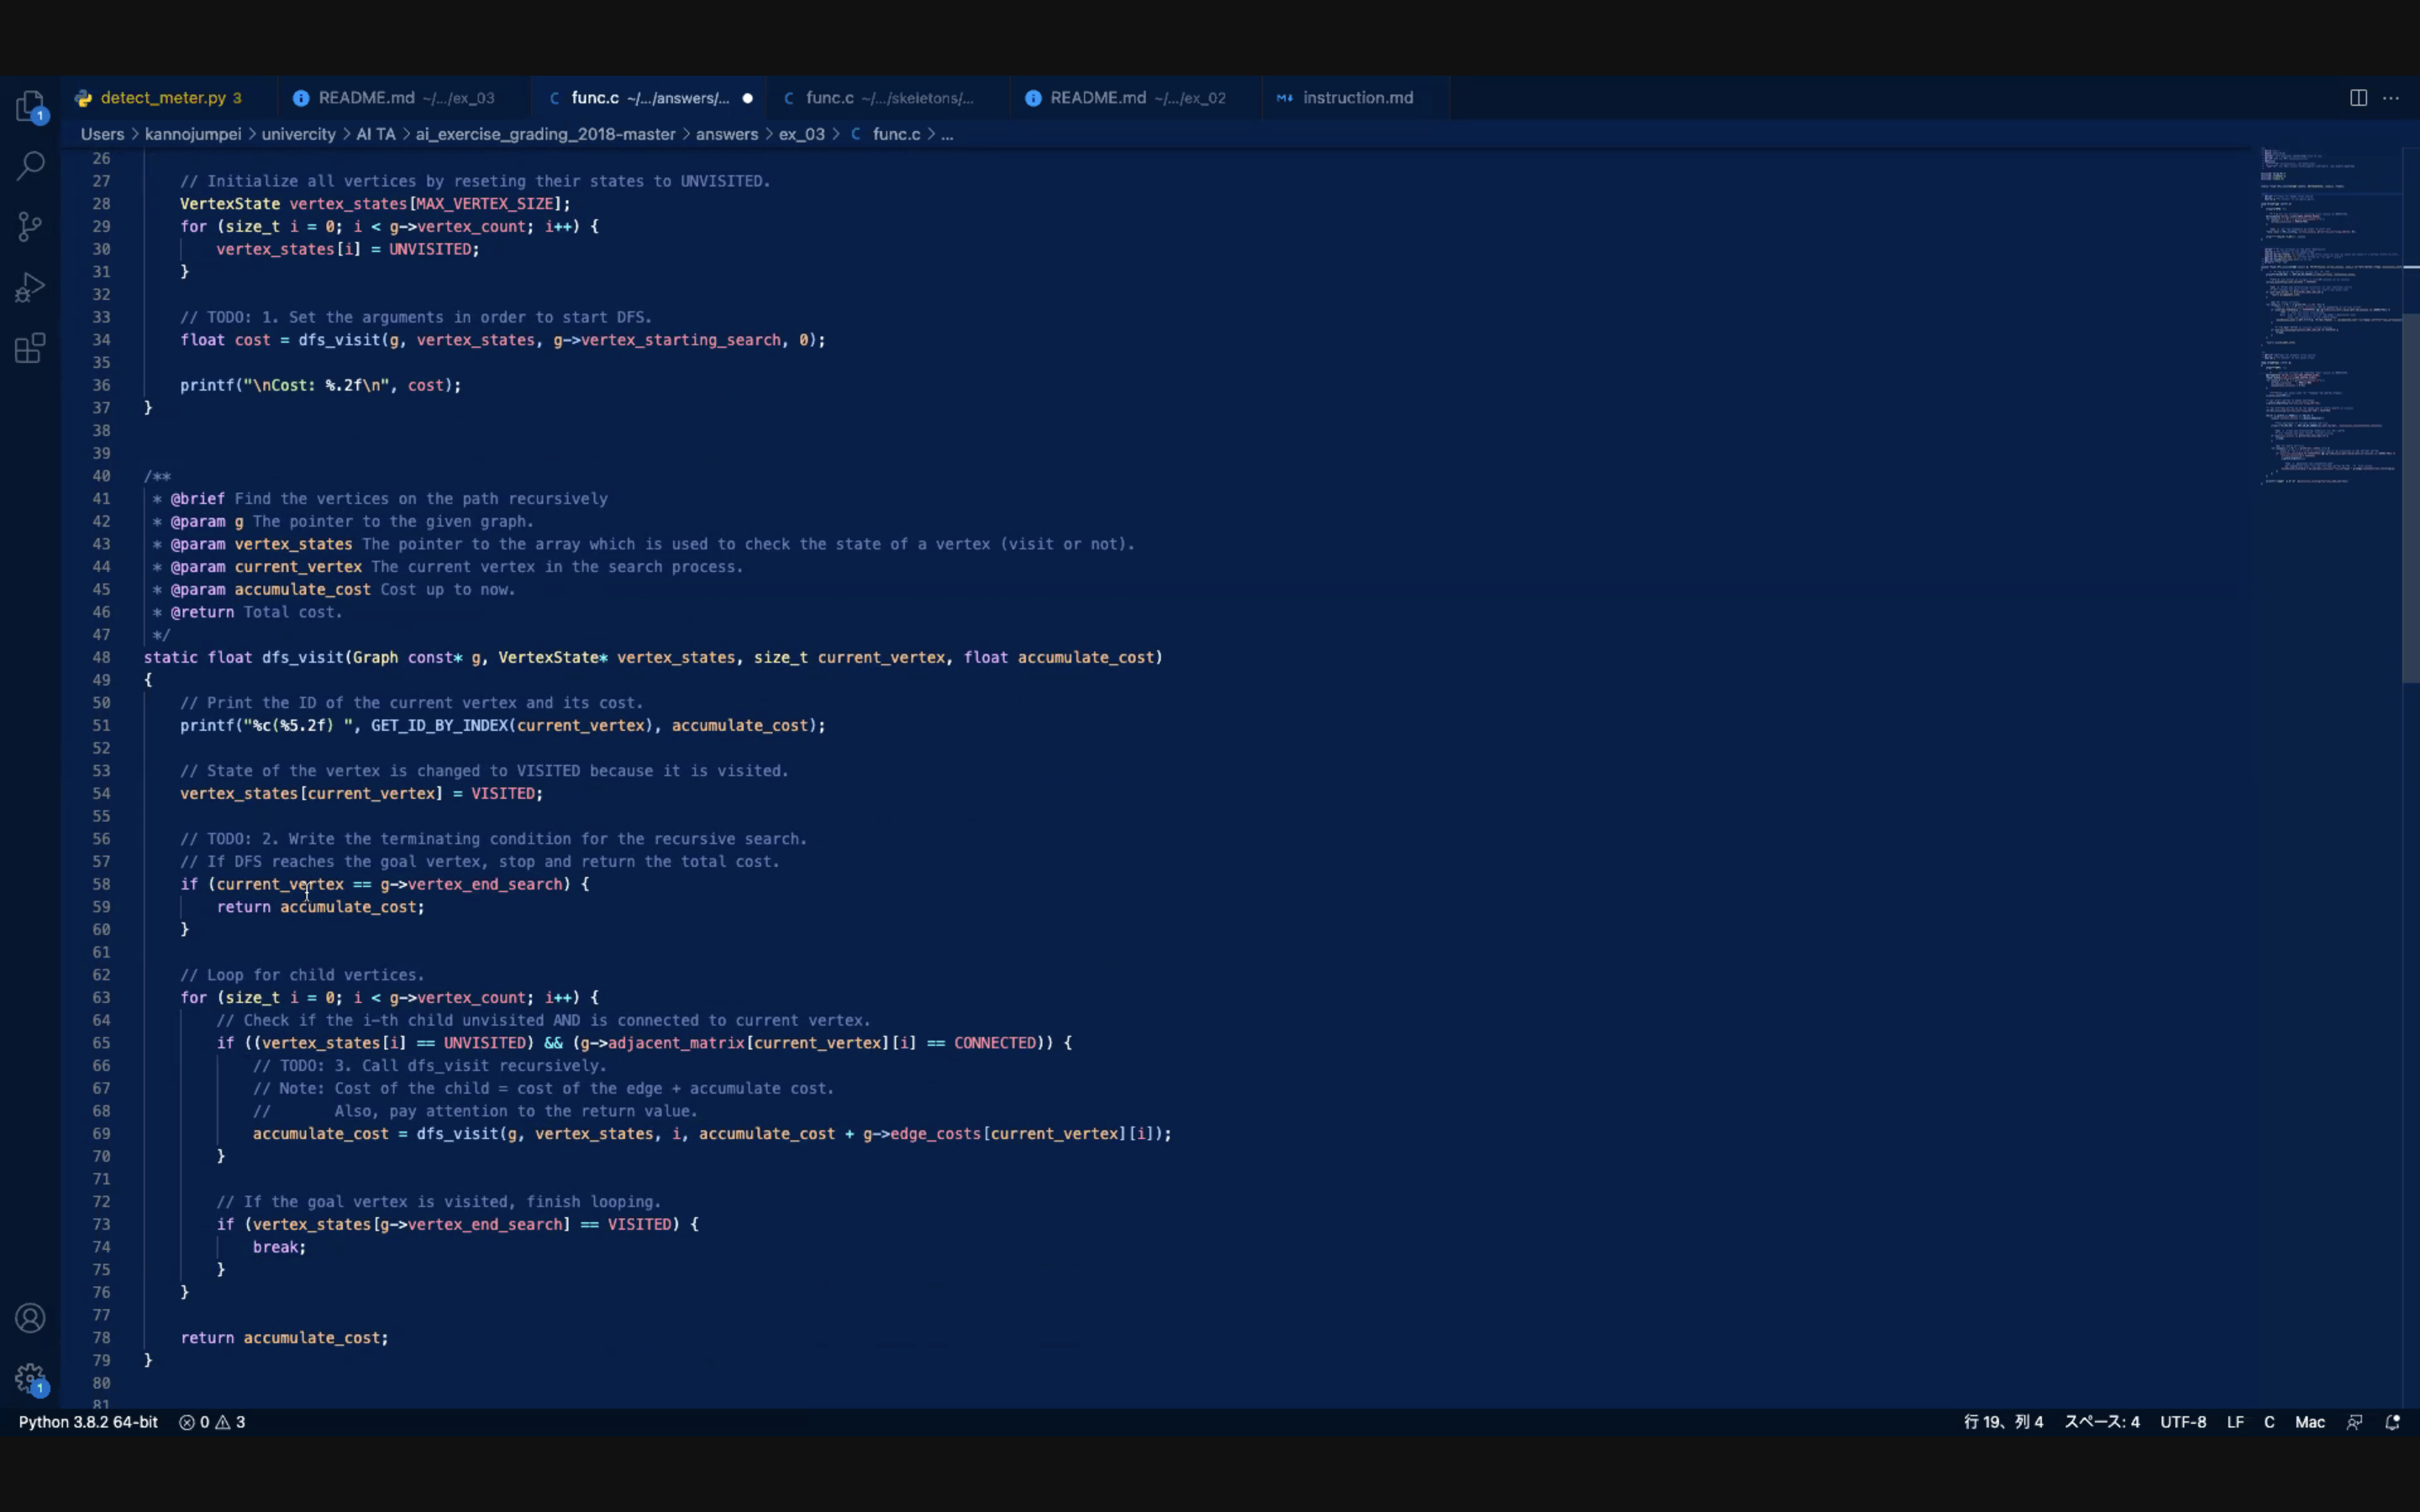 detect_meter.py 3 README.md ~/.../ex_03 C func.c ~/.../answers/... C func.c ~/.../skeletons/... README.md ~/.../ex_02 instruction.md
Users > kannojumpei > univercity > AI TA > ai_exercise_grading_2018-master > answers > ex_03 > C func.c > ...
26
27 // Initialize all vertices by reseting their states to UNVISITED.
28 VertexState vertex_states[MAX_VERTEX_SIZE];
29 for (size_t i = 0; i < g->vertex_count; i++) {
30 vertex_states[i] = UNVISITED;
31 }
32
33 // TODO: 1. Set the arguments in order to start DFS.
34 float cost = dfs_visit(g, vertex_states, g->vertex_starting_search, 0);
35
36 printf("\nCost: %.2f\n", cost);
37 }
38
39
40 /**
41 * @brief Find the vertices on the path recursively
42 * @param g The pointer to the given graph.
43 * @param vertex_states The pointer to the array which is used to check the state of a vertex (visit or not).
44 * @param current_vertex The current vertex in the search process.
45 * @param accumulate_cost Cost up to now.
46 * @return Total cost.
47 */
48 static float dfs_visit(Graph const* g, VertexState* vertex_states, size_t current_vertex, float accumulate_cost)
49 {
50 // Print the ID of the current vertex and its cost.
51 printf("%c(%5.2f) ", GET_ID_BY_INDEX(current_vertex), accumulate_cost);
52
53 // State of the vertex is changed to VISITED because it is visited.
54 vertex_states[current_vertex] = VISITED;
55
56 // TODO: 2. Write the terminating condition for the recursive search.
57 // If DFS reaches the goal vertex, stop and return the total cost.
58 if (current_vertex == g->vertex_end_search) {
59 return accumulate_cost;
60 }
61
62 // Loop for child vertices.
63 for (size_t i = 0; i < g->vertex_count; i++) {
64 // Check if the i-th child unvisited AND is connected to current vertex.
65 if ((vertex_states[i] == UNVISITED) && (g->adjacent_matrix[current_vertex][i] == CONNECTED)) {
66 // TODO: 3. Call dfs_visit recursively.
67 // Note: Cost of the child = cost of the edge + accumulate cost.
68 // Also, pay attention to the return value.
69 accumulate_cost = dfs_visit(g, vertex_states, i, accumulate_cost + g->edge_costs[current_vertex][i]);
70 }
71
72 // If the goal vertex is visited, finish looping.
73 if (vertex_states[g->vertex_end_search] == VISITED) {
74 break;
75 }
76 }
77
78 return accumulate_cost;
79 }
80
81
Python 3.8.2 64-bit 0 3 行 19、列 4 スペース: 4 UTF-8 LF C Mac